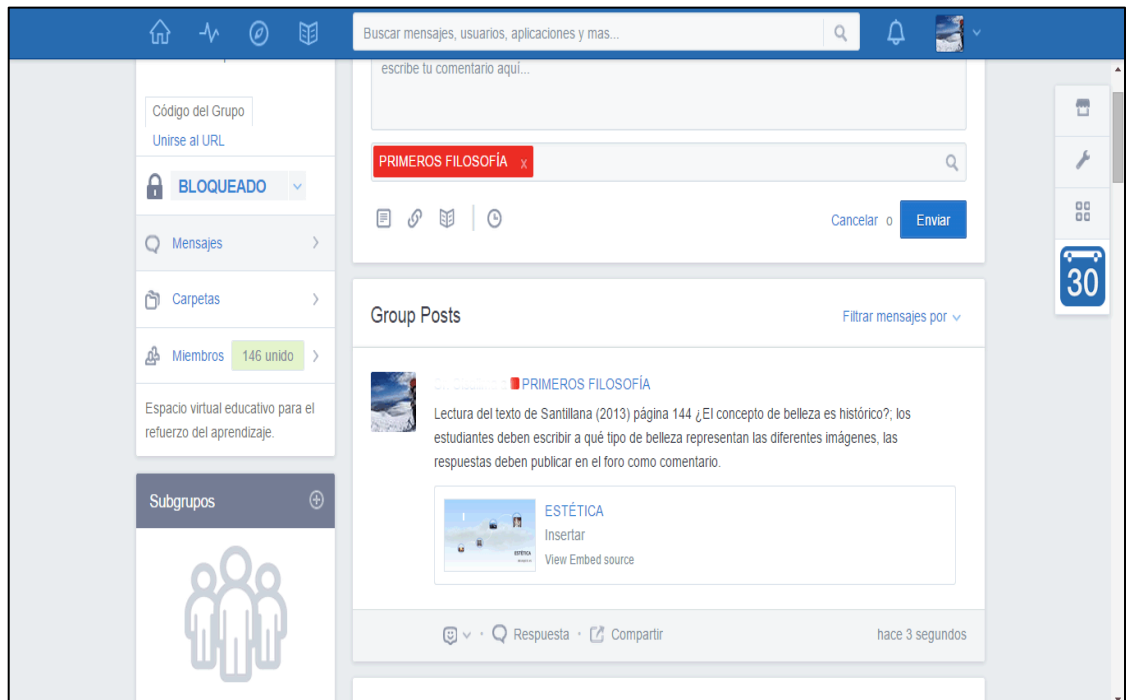 Buscar mensajes, usuarios, aplicaciones y mas...
Código del Grupo
Unirse al URL
BLOQUEADO
Mensajes
Carpetas
Miembros 146 unido
Espacio virtual educativo para el
refuerzo del aprendizaje.
Subgrupos
escribe tu comentario aquí...
PRIMEROS FILOSOFÍA x
Cancelar o Enviar
Group Posts
Filtrar mensajes por
PRIMEROS FILOSOFÍA
Lectura del texto de Santillana (2013) página 144 ¿El concepto de belleza es histórico?; los
estudiantes deben escribir a qué tipo de belleza representan las diferentes imágenes, las
respuestas deben publicar en el foro como comentario.
ESTÉTICA
ESTÉTICA
Insertar
View Embed source
Respuesta · Compartir
hace 3 segundos
30